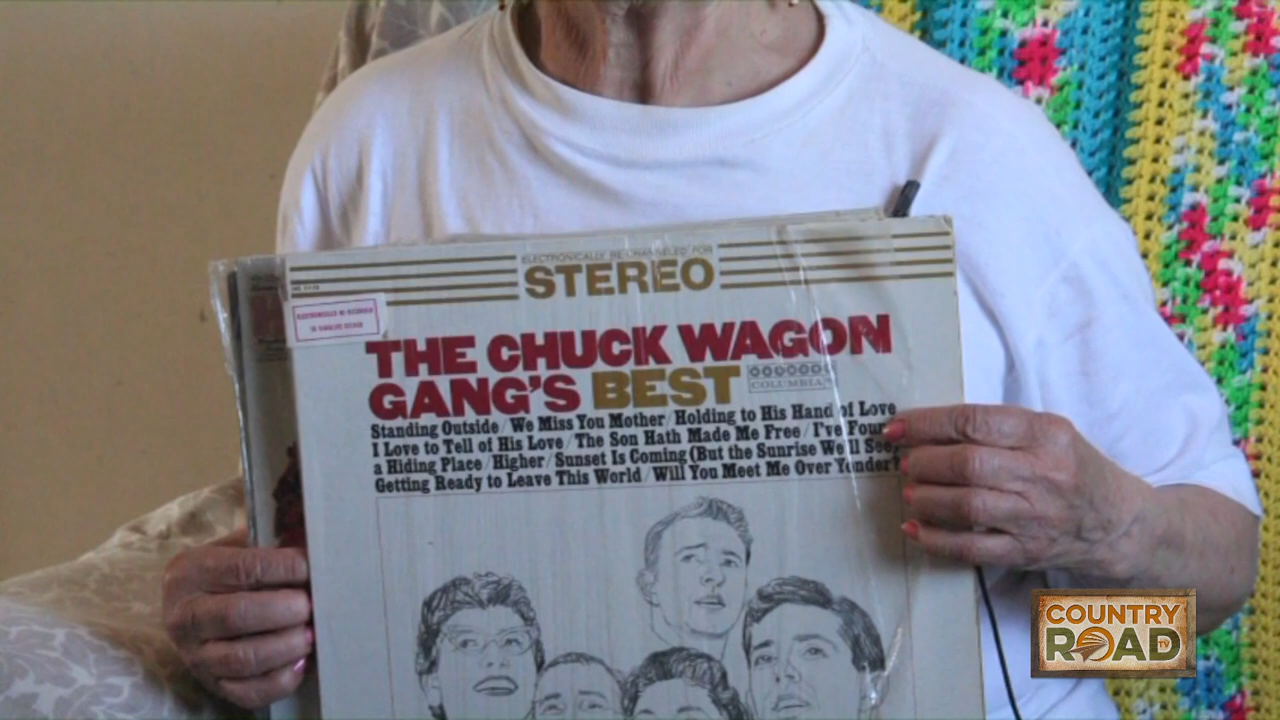 ELECTRONICALLY RE-CHANNELED FOR
STEREO
THE CHUCK WAGON
GANG'S BEST
COLUMBIA
Standing Outside / We Miss You Mother / Holding to His Hand of Love
I Love to Tell of His Love / The Son Hath Made Me Free / I've Found
a Hiding Place / Higher / Sunset Is Coming (But the Sunrise We'll See)
Getting Ready to Leave This World / Will You Meet Me Over Yonder?
COUNTRY
ROAD
TV